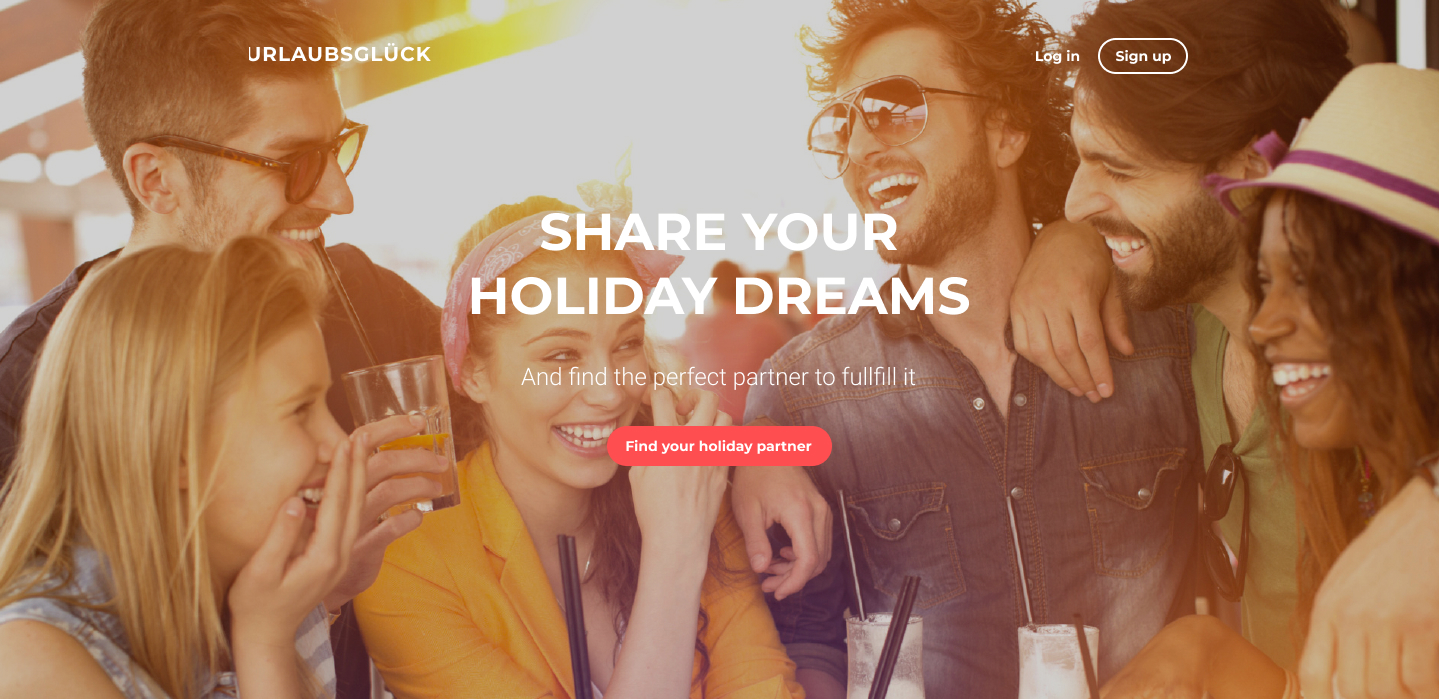 URLAUBSGLÜCK
Log in
Sign up
SHARE YOUR
HOLIDAY DREAMS
And find the perfect partner to fullfill it
Find your holiday partner